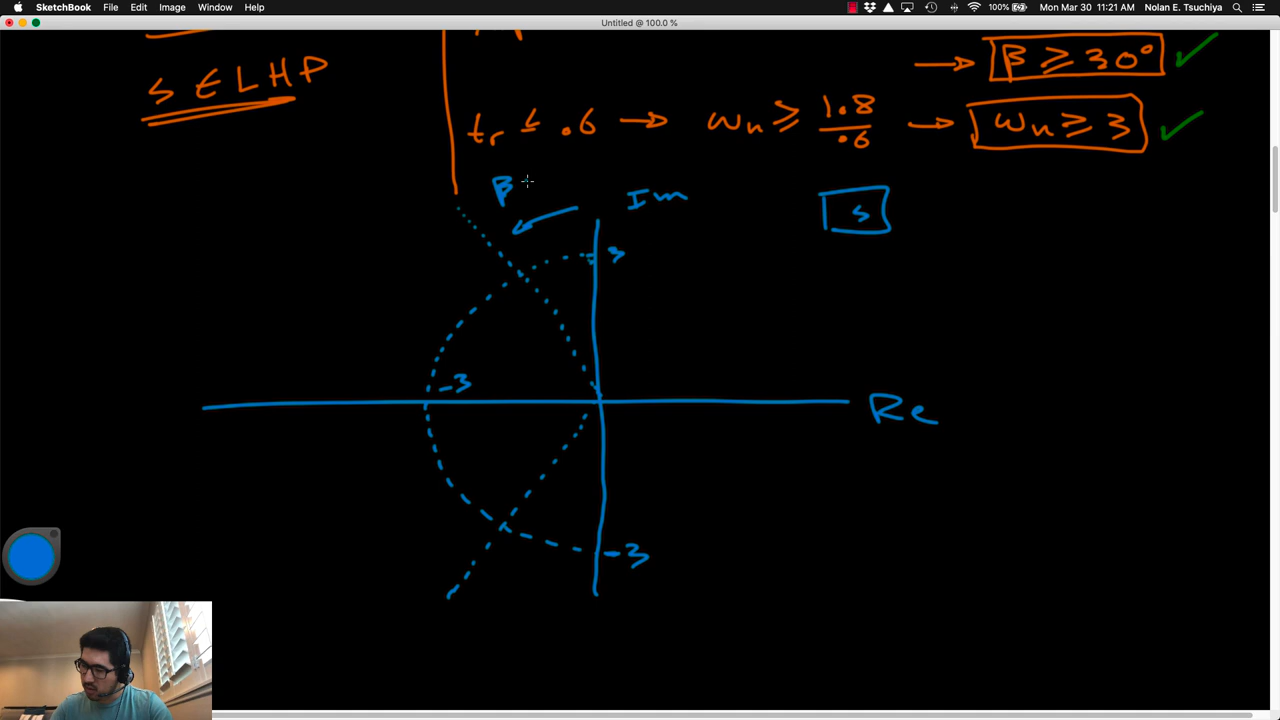 SketchBook File Edit Image Window Help 100% Mon Mar 30 11:21 AM Nolan E. Tsuchiya
Untitled @ 100.0 %
→ β ≥ 30° ✓
s ∈ LHP
tr ≤ .6 → ωn ≥ 1.8/.6 → ωn ≥ 3 ✓
β Im s
3
-3
Re
-3